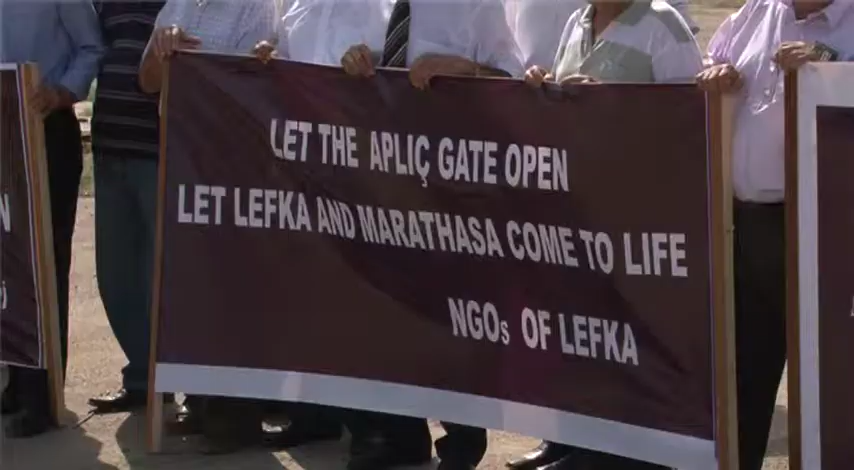 LET THE APLIÇ GATE OPEN
LET LEFKA AND MARATHASA COME TO LIFE
NGOs OF LEFKA